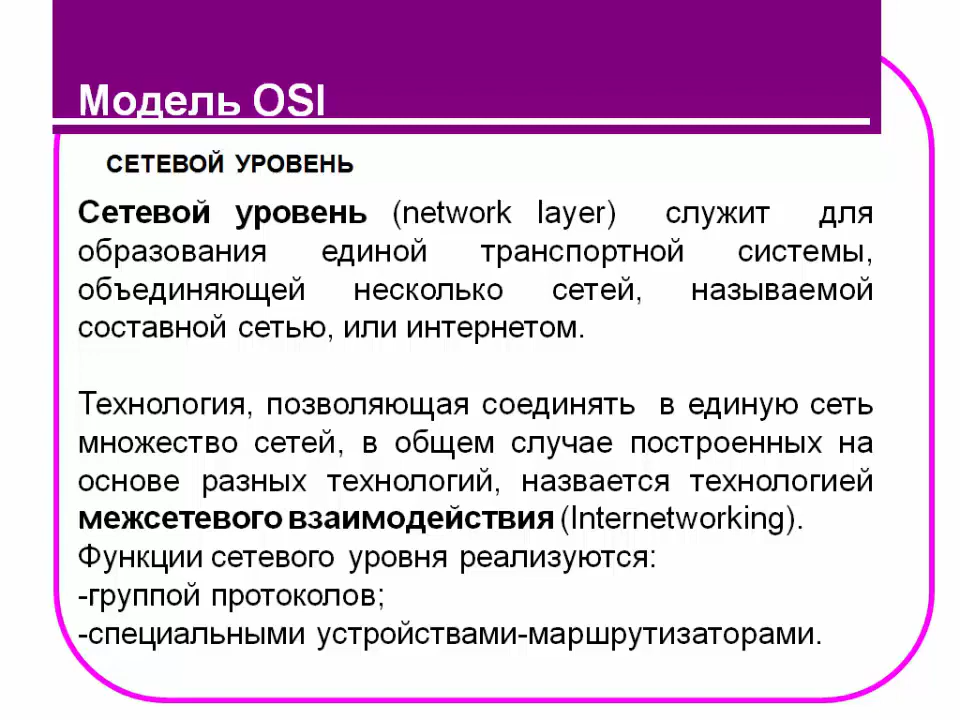 Модель OSI
СЕТЕВОЙ УРОВЕНЬ
Сетевой уровень (network layer) служит для
образования единой транспортной системы,
объединяющей несколько сетей, называемой
составной сетью, или интернетом.
Технология, позволяющая соединять в единую сеть
множество сетей, в общем случае построенных на
основе разных технологий, назвается технологией
межсетевого взаимодействия (Internetworking).
Функции сетевого уровня реализуются:
-группой протоколов;
-специальными устройствами-маршрутизаторами.